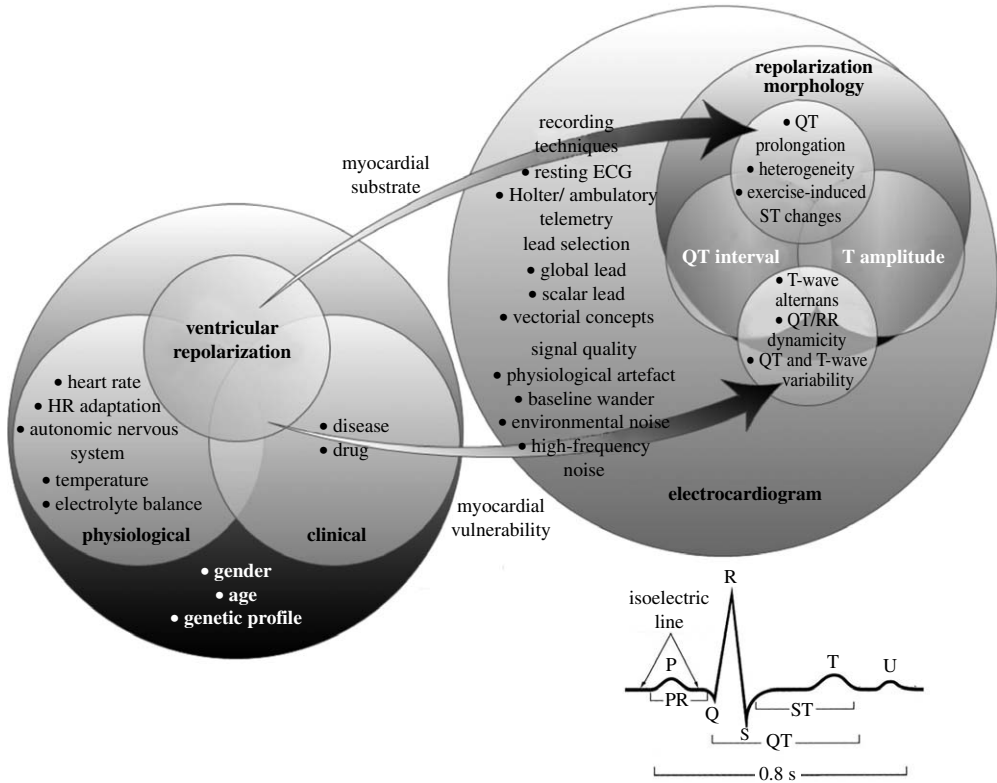 repolarization
morphology
• QT
prolongation
• heterogeneity
• exercise-induced
ST changes
QT interval
T amplitude
• T-wave
alternans
• QT/RR
dynamicity
• QT and T-wave
variability
recording
techniques
• resting ECG
• Holter/ ambulatory
telemetry
lead selection
• global lead
• scalar lead
• vectorial concepts
signal quality
• physiological artefact
• baseline wander
• environmental noise
• high-frequency
noise
electrocardiogram
myocardial
substrate
myocardial
vulnerability
ventricular
repolarization
• heart rate
• HR adaptation
• autonomic nervous
system
• temperature
• electrolyte balance
physiological
• disease
• drug
clinical
• gender
• age
• genetic profile
isoelectric
line
R
P
T
U
PR
Q
S
ST
QT
0.8 s